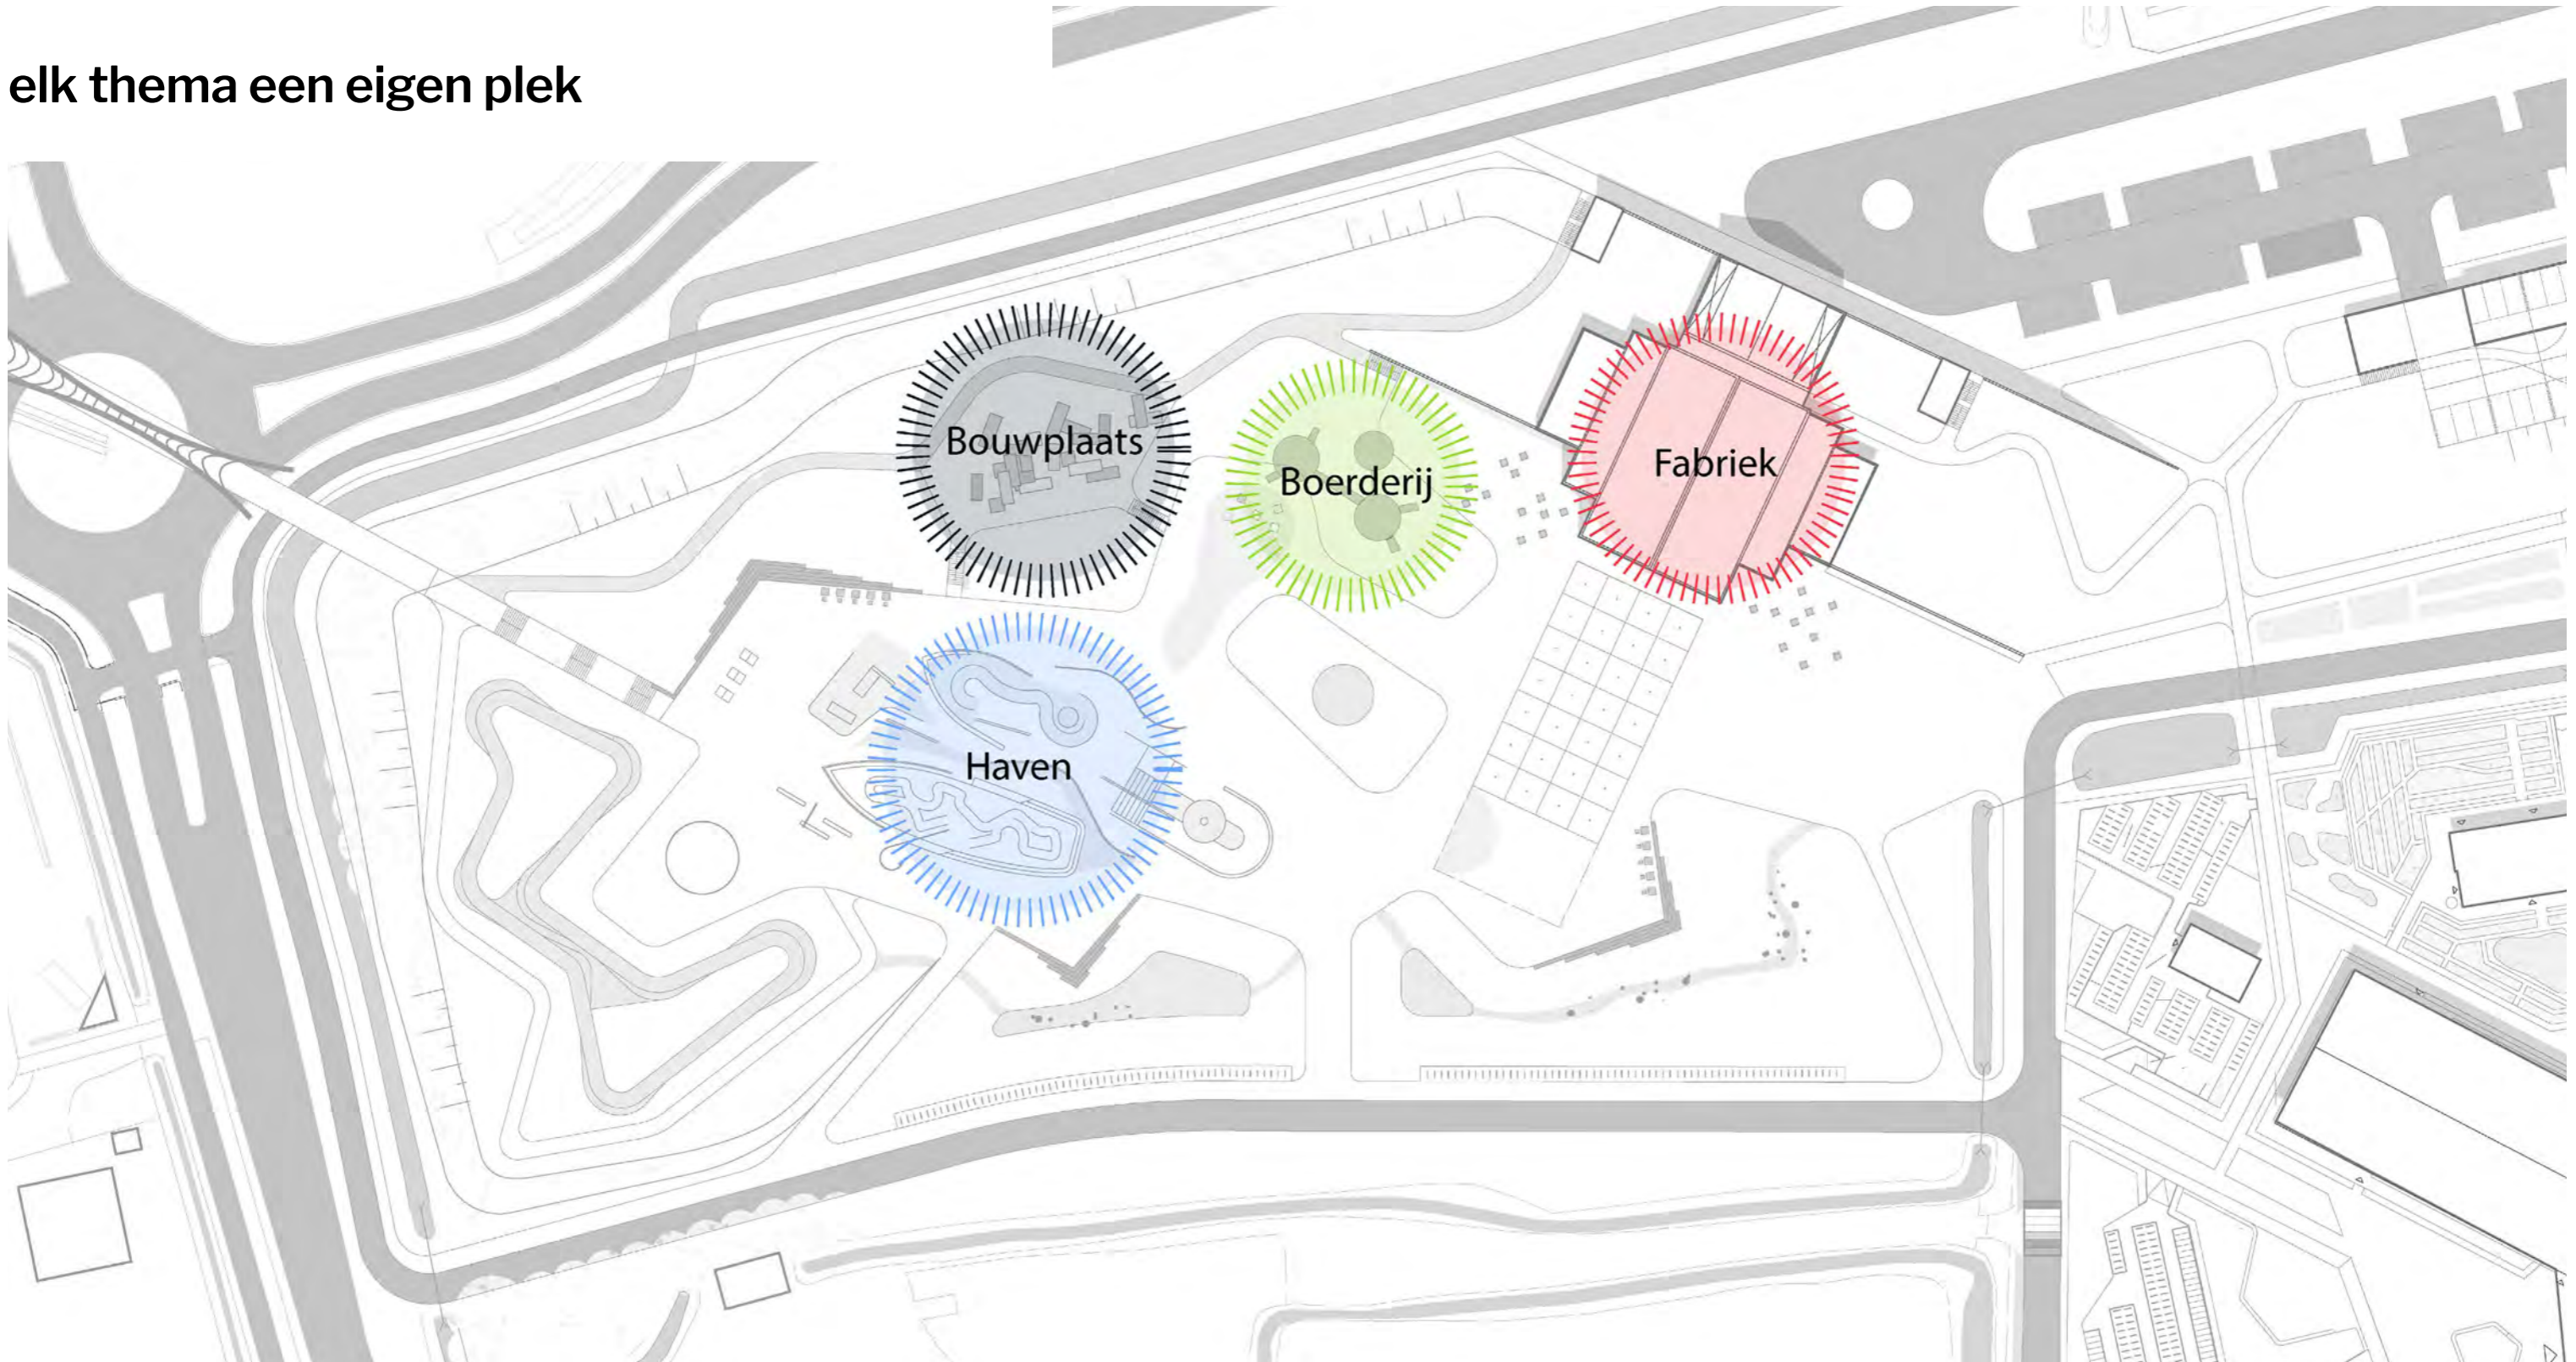 elk thema een eigen plek
Bouwplaats
Boerderij
Fabriek
Haven